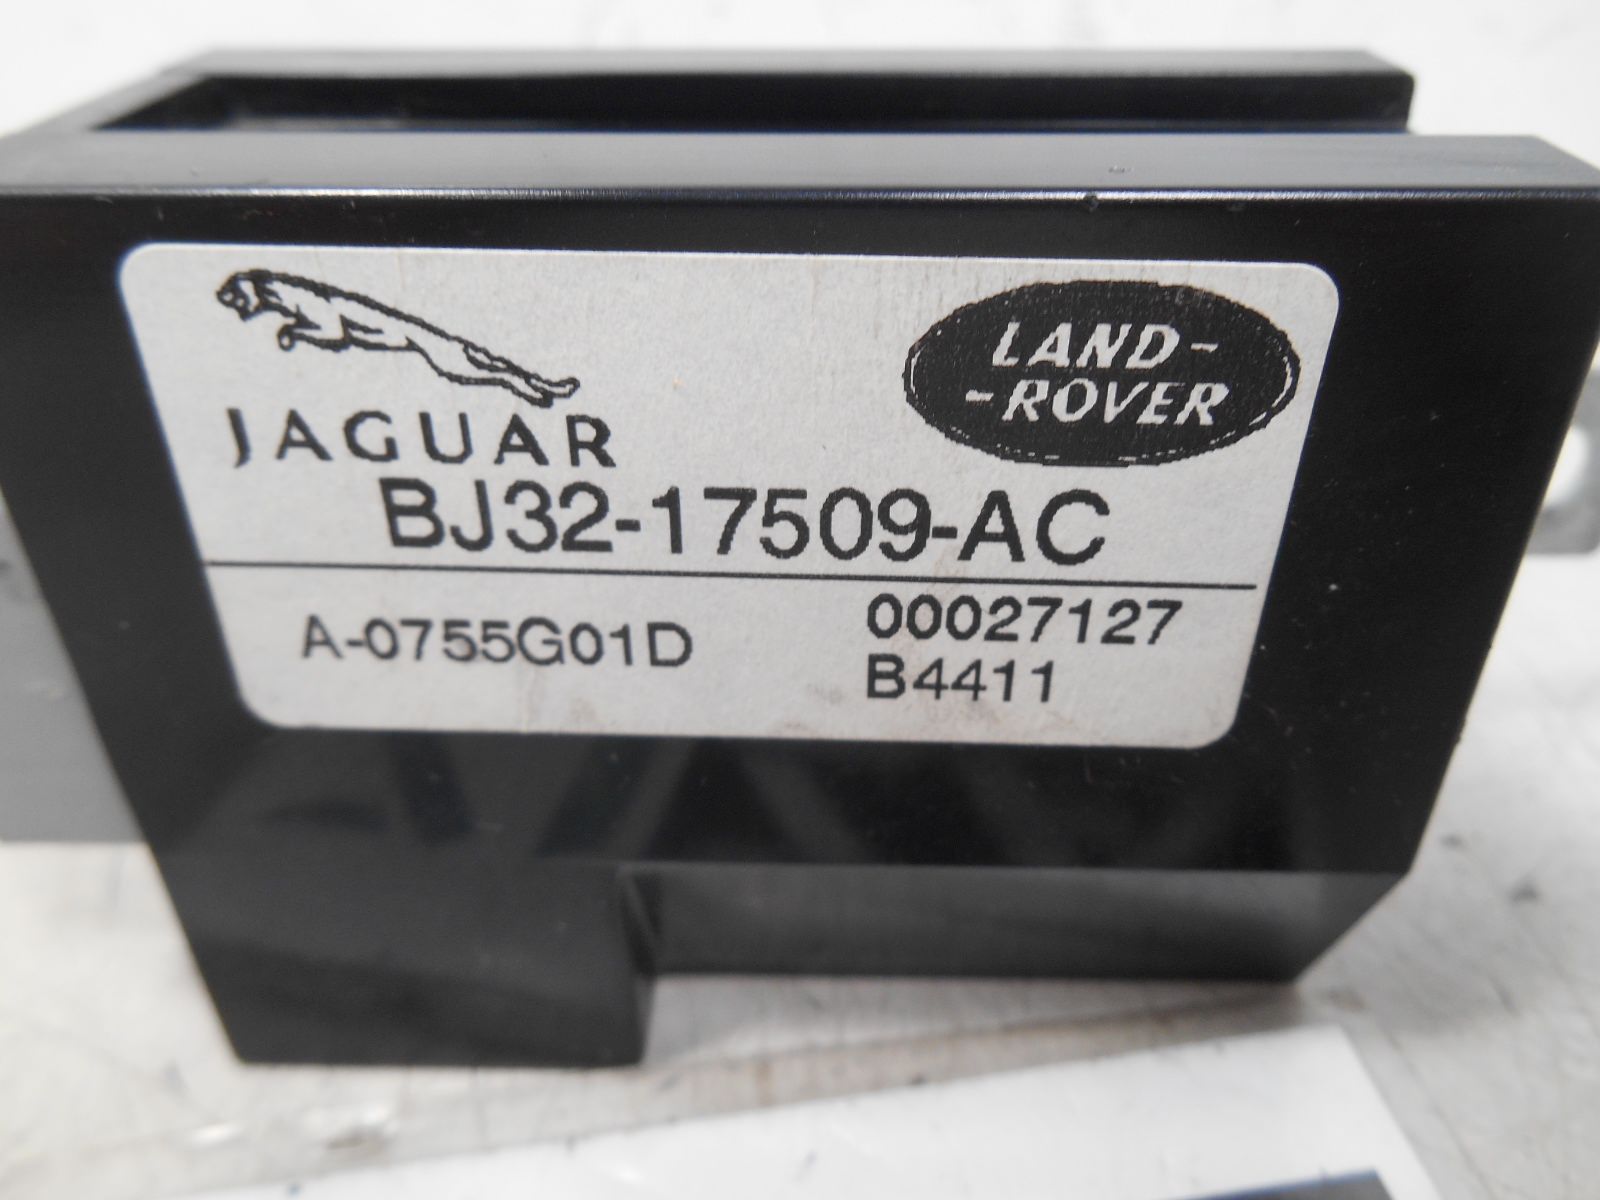 JAGUAR
LAND-
-ROVER
BJ32-17509-AC
A-0755G01D
00027127
B4411